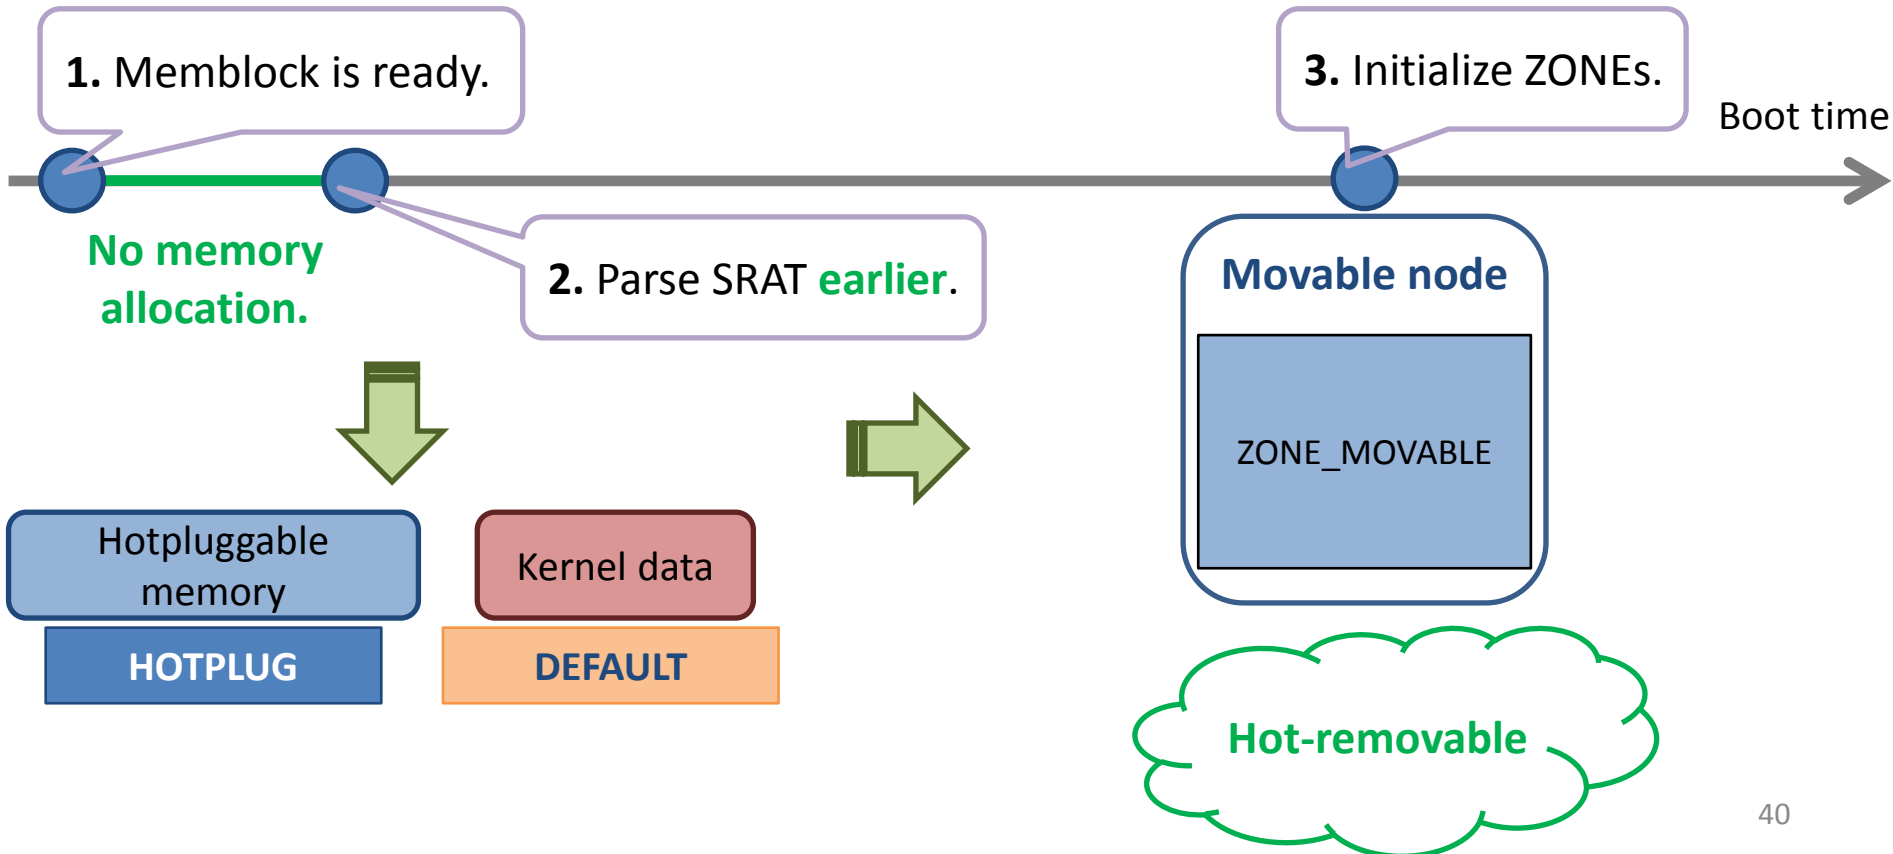 1. Memblock is ready.
3. Initialize ZONEs.
Boot time
No memory
allocation.
2. Parse SRAT earlier.
Movable node
ZONE_MOVABLE
Hotpluggable
memory
Kernel data
HOTPLUG
DEFAULT
Hot-removable
40